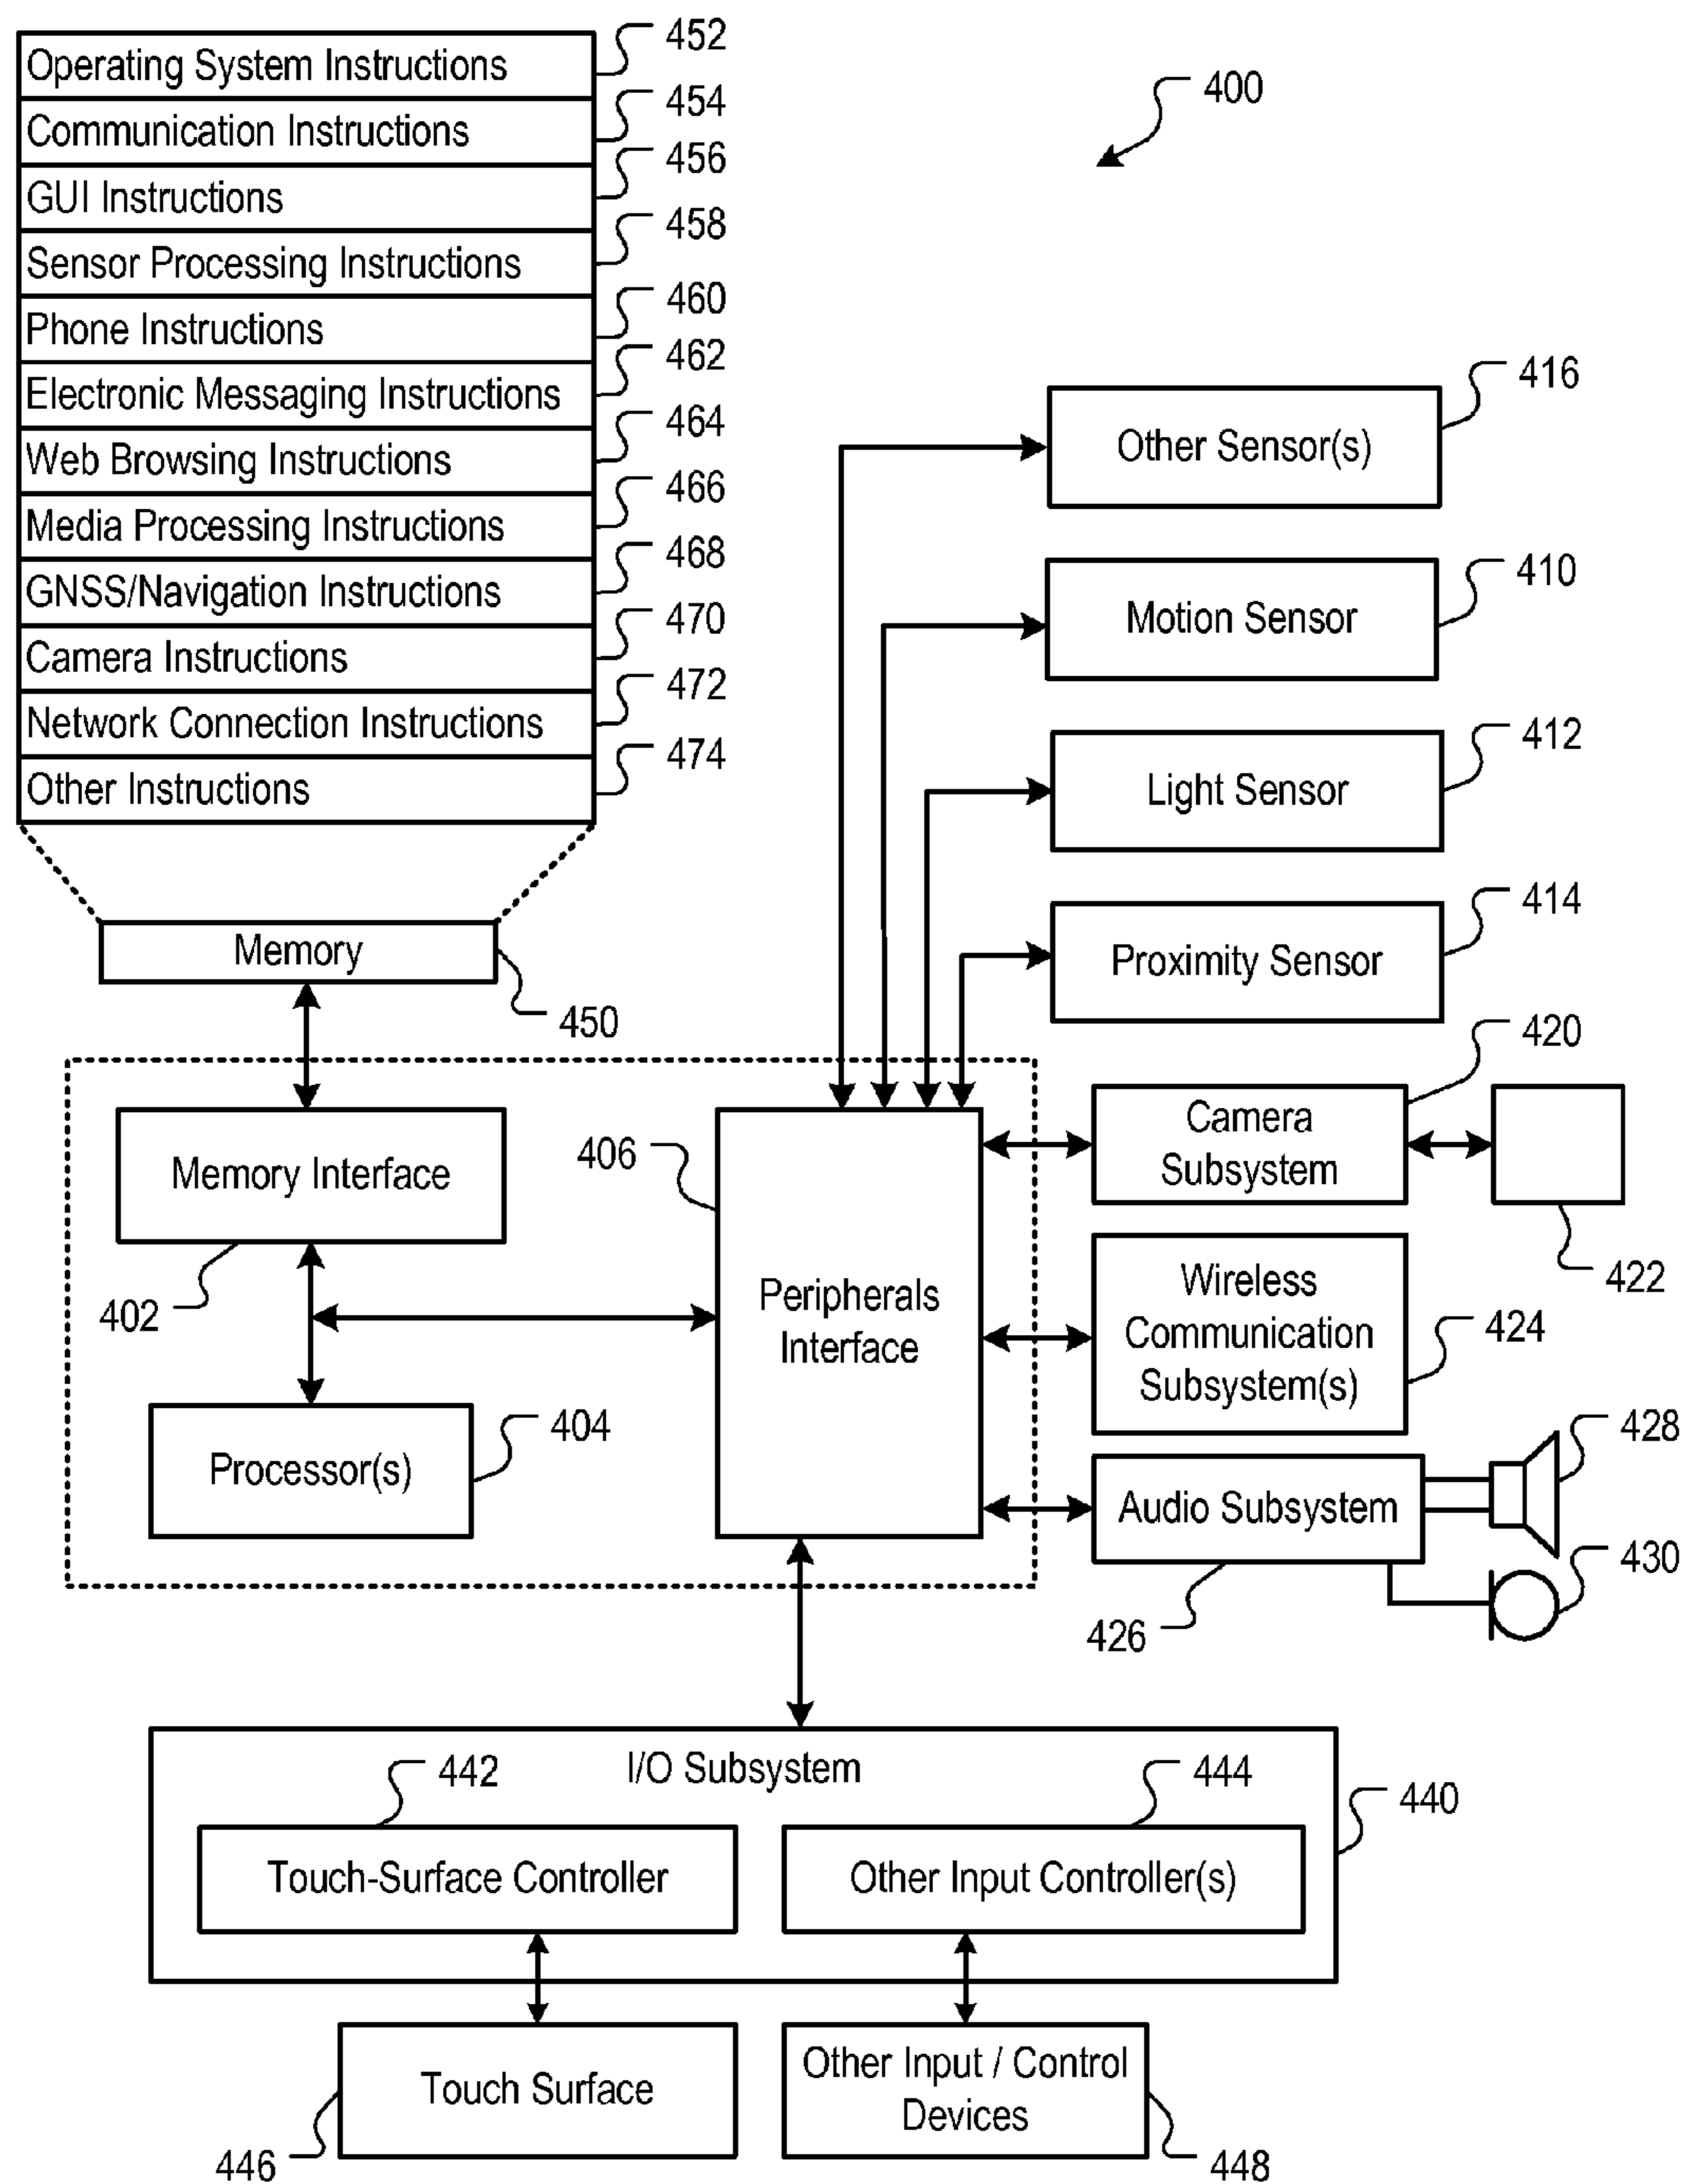 Operating System Instructions
452
Communication Instructions
454
GUI Instructions
456
Sensor Processing Instructions
458
Phone Instructions
460
Electronic Messaging Instructions
462
Web Browsing Instructions
464
Media Processing Instructions
466
GNSS/Navigation Instructions
468
Camera Instructions
470
Network Connection Instructions
472
Other Instructions
474
Memory
450
400
Other Sensor(s)
416
Motion Sensor
410
Light Sensor
412
Proximity Sensor
414
Memory Interface
402
Processor(s)
404
406
Peripherals
Interface
Camera
Subsystem
420
422
Wireless
Communication
Subsystem(s)
424
Audio Subsystem
426
428
430
I/O Subsystem
440
442
Touch-Surface Controller
444
Other Input Controller(s)
Touch Surface
446
Other Input / Control
Devices
448